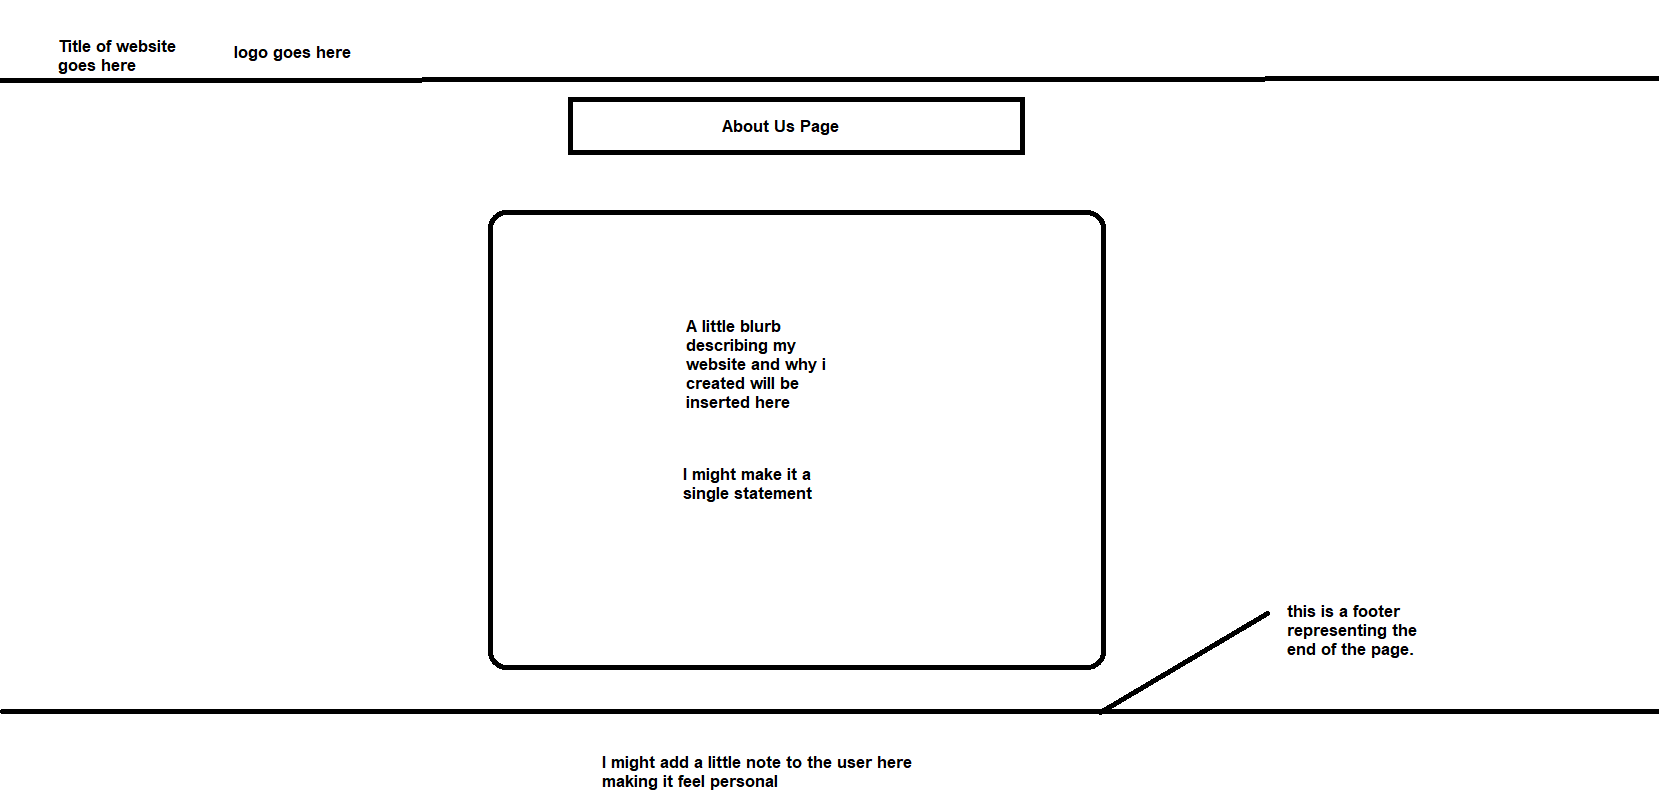 Title of website
goes here
logo goes here
About Us Page
A little blurb
describing my
website and why i
created will be
inserted here
I might make it a
single statement
this is a footer
representing the
end of the page.
I might add a little note to the user here
making it feel personal